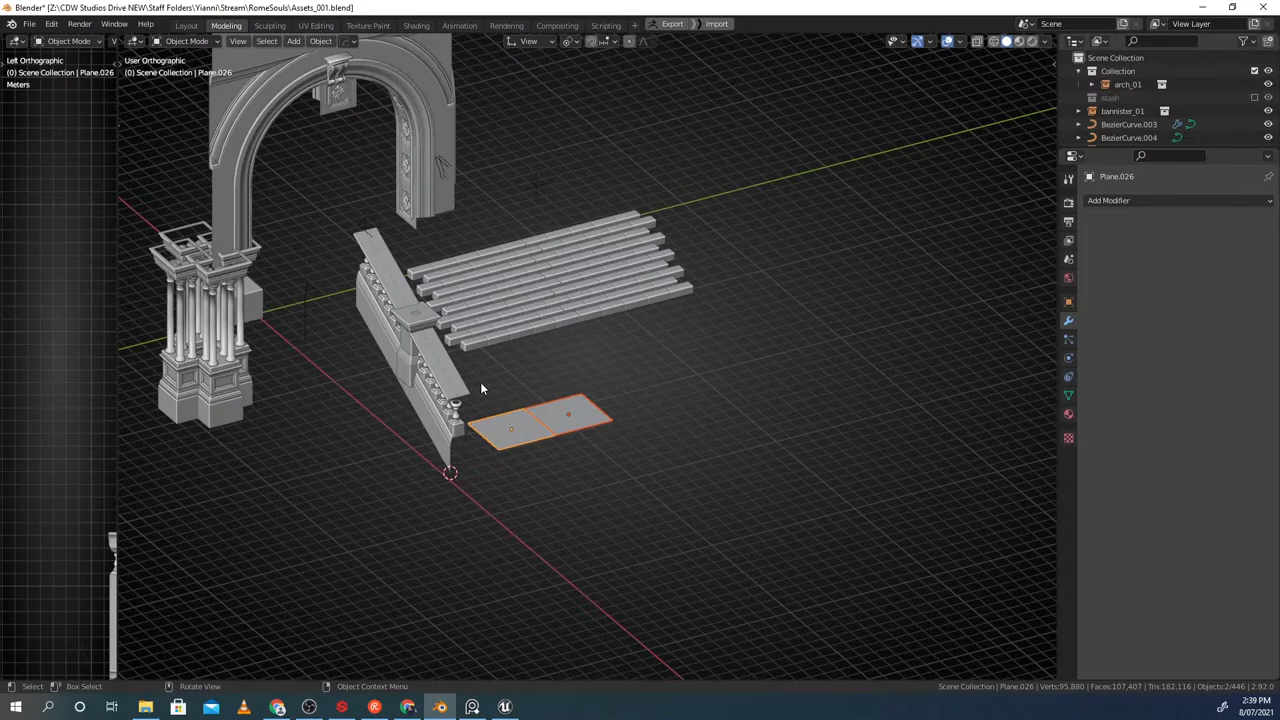 Blender* [Z:\CDW Studios Drive NEW\Staff Folders\Yianni\Stream\RomeSouls\Assets_001.blend]
File Edit Render Window Help Layout Modeling Sculpting UV Editing Texture Paint Shading Animation Rendering Compositing Scripting + Export Import Scene View Layer
Object Mode V Object Mode View Select Add Object View
Left Orthographic
(0) Scene Collection | Plane.026
Meters
User Orthographic
(0) Scene Collection | Plane.026
Scene Collection
Collection
arch_01
stash
bannister_01
BezierCurve.003
BezierCurve.004
Plane.026
Add Modifier
Select Box Select Rotate View Object Context Menu Scene Collection | Plane.026 | Verts:95,880 | Faces:107,407 | Tris:182,116 | Objects:2/446 | 2.92.0
2:39 PM
8/07/2021